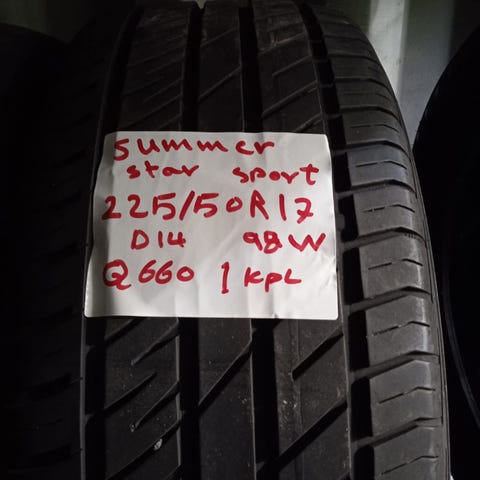 Summer
star sport
225/50R17
D14 98W
Q660 1 KPL